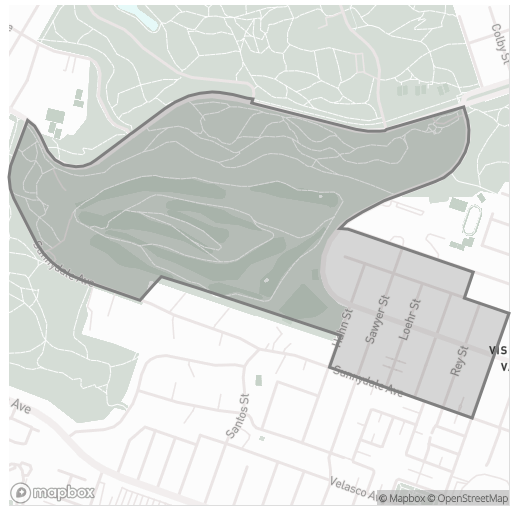 Colby St
e
Sunnydale Ave
Hahn St
Sawyer St
Loehr St
Rey St
VIS
V
Sunnydale Ave
Santos St
Ave
Velasco Ave
mapbox
© Mapbox © OpenStreetMap